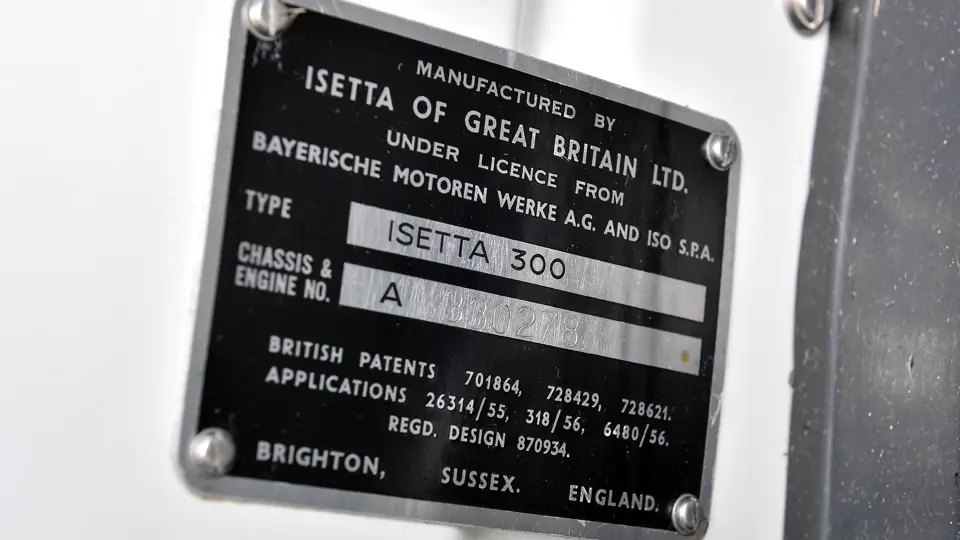 MANUFACTURED BY
ISETTA OF GREAT BRITAIN LTD.
UNDER LICENCE FROM
BAYERISCHE MOTOREN WERKE A.G. AND ISO S.P.A.
TYPE ISETTA 300
CHASSIS &
ENGINE NO. A
BRITISH PATENTS 701864, 728429, 728621.
APPLICATIONS 26314/55, 318/56, 6480/56.
REGD. DESIGN 870934.
BRIGHTON, SUSSEX. ENGLAND.